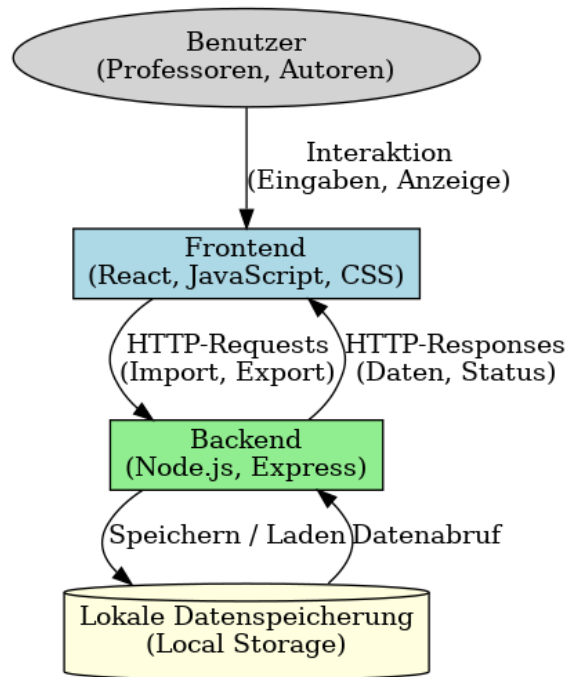 Benutzer
(Professoren, Autoren)
Interaktion
(Eingaben, Anzeige)
Frontend
(React, JavaScript, CSS)
HTTP-Requests
(Import, Export)
HTTP-Responses
(Daten, Status)
Backend
(Node.js, Express)
Speichern / Laden
Datenabruf
Lokale Datenspeicherung
(Local Storage)